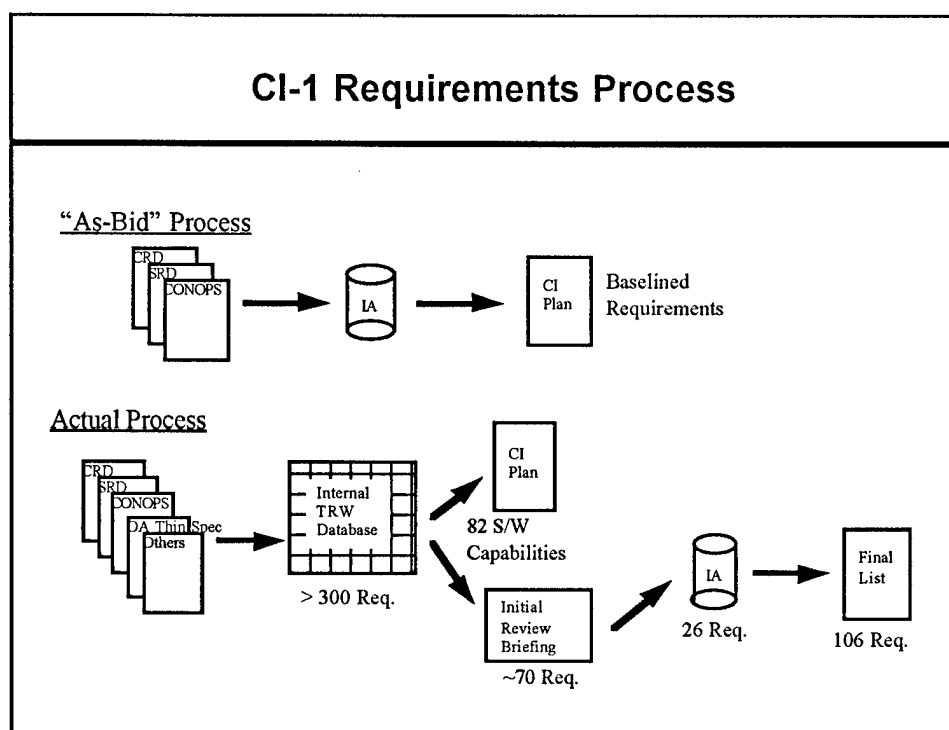 CI-1 Requirements Process
“As-Bid” Process
CRD
SRD
CONOPS
IA
CI
Plan
Baselined
Requirements
Actual Process
CRD
SRD
CONOPS
OA Thin Spec
Others
Internal
TRW
Database
> 300 Req.
CI
Plan
82 S/W
Capabilities
Initial
Review
Briefing
~70 Req.
IA
26 Req.
Final
List
106 Req.